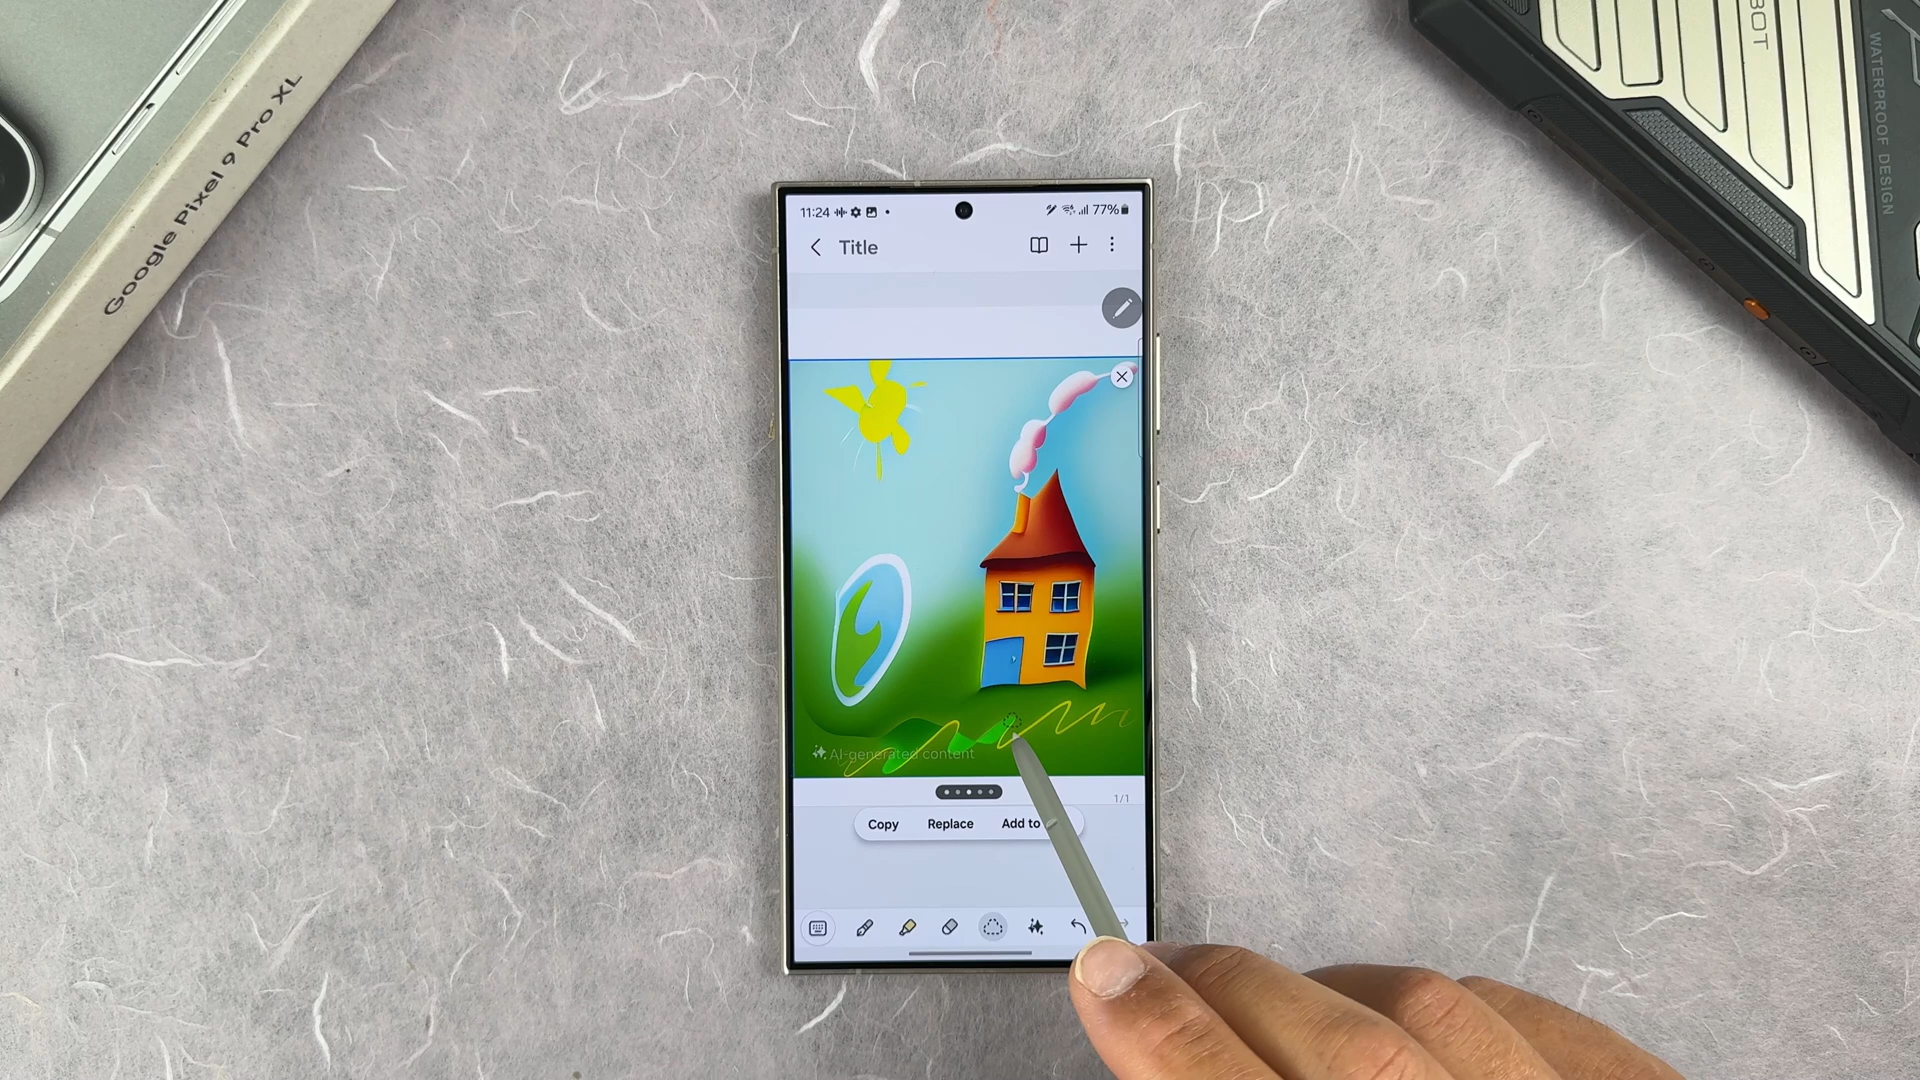 Google Pixel 9 Pro XL
BOT
WATERPROOF DESIGN
11:24
77%
Title
AI-generated content
1/1
Copy Replace Add to